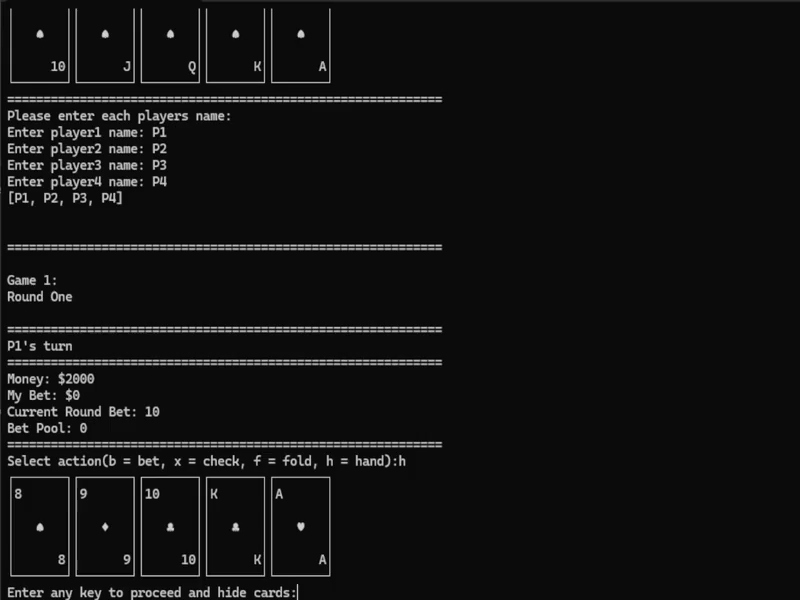 10 J Q K A
============================================================
Please enter each players name:
Enter player1 name: P1
Enter player2 name: P2
Enter player3 name: P3
Enter player4 name: P4
[P1, P2, P3, P4]
============================================================
Game 1:
Round One
============================================================
P1's turn
============================================================
Money: $2000
My Bet: $0
Current Round Bet: 10
Bet Pool: 0
============================================================
Select action(b = bet, x = check, f = fold, h = hand):h
8 9 10 K A
♠ ♦ ♣ ♣ ♥
8 9 10 K A
Enter any key to proceed and hide cards: